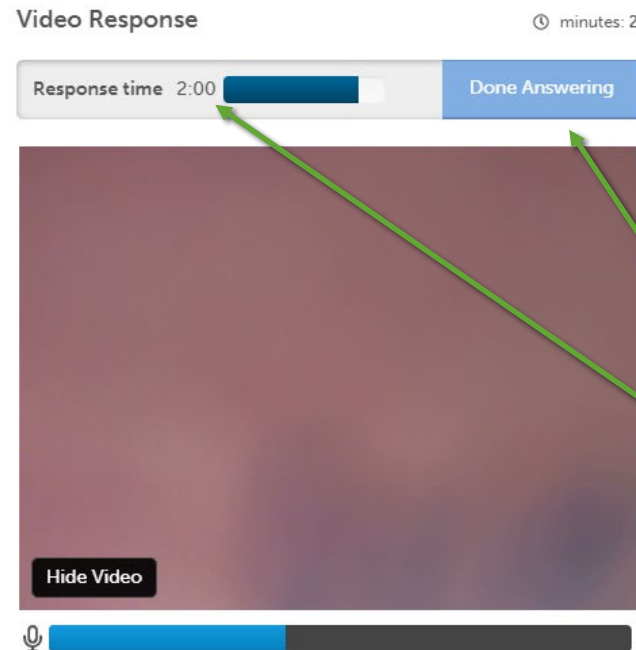 Video Response
minutes: 2
Response time 2:00
Done Answering
Hide Video